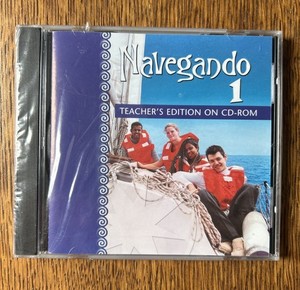 Navegando
1
TEACHER'S EDITION ON CD-ROM